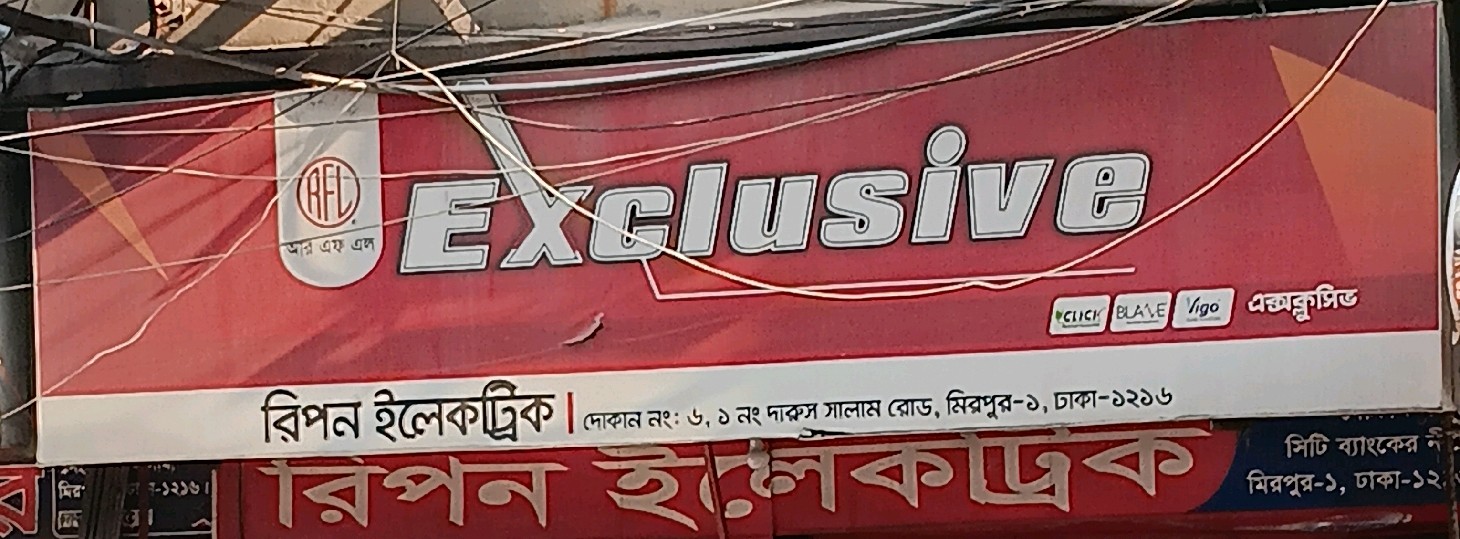 RFL
আর এফ এল
Exclusive
CLICK BLAZE Vigo এক্সক্লুসিভ
রিপন ইলেকট্রিক | দোকান নং: ৬, ১ নং দারুস সালাম রোড, মিরপুর-১, ঢাকা-১২১৬
রিপন ইলেকট্রিক
সিটি ব্যাংকের
মিরপুর-১, ঢাকা-১২
-১২১৬।